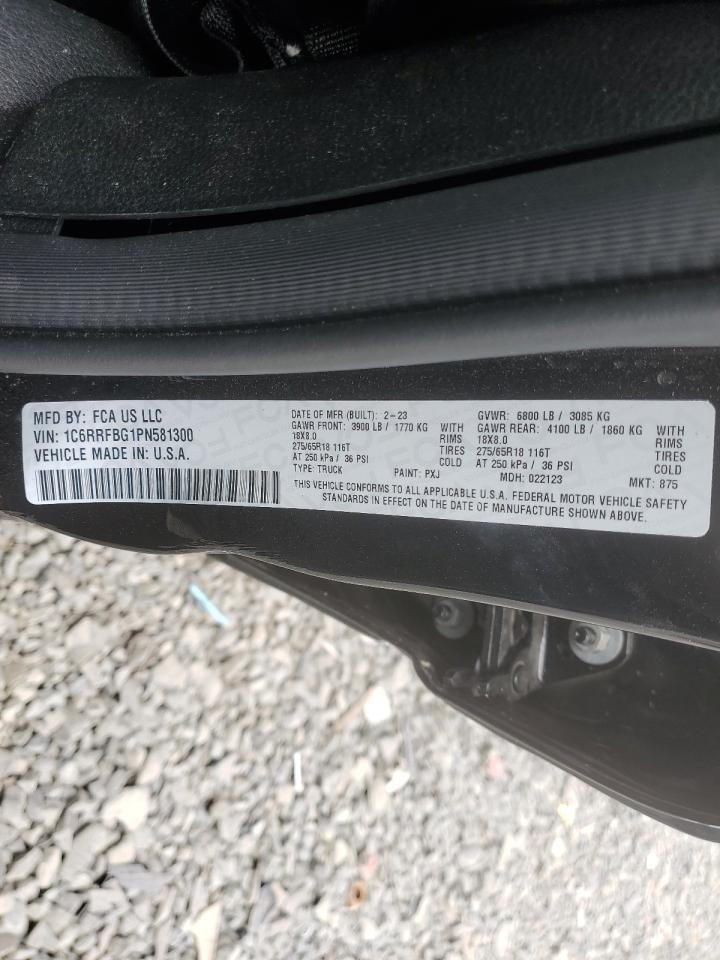 MFD BY: FCA US LLC
VIN: 1C6RRFBG1PN581300
VEHICLE MADE IN: U.S.A.
DATE OF MFR (BUILT): 2-23
GAWR FRONT: 3900 LB / 1770 KG WITH
18X8.0 RIMS
275/65R18 116T TIRES
AT 250 kPa / 36 PSI COLD
TYPE: TRUCK PAINT: PXJ
GVWR: 6800 LB / 3085 KG
GAWR REAR: 4100 LB / 1860 KG WITH
18X8.0 RIMS
275/65R18 116T TIRES
AT 250 kPa / 36 PSI COLD
MDH: 022123 MKT: 875
THIS VEHICLE CONFORMS TO ALL APPLICABLE U.S.A. FEDERAL MOTOR VEHICLE SAFETY
STANDARDS IN EFFECT ON THE DATE OF MANUFACTURE SHOWN ABOVE.